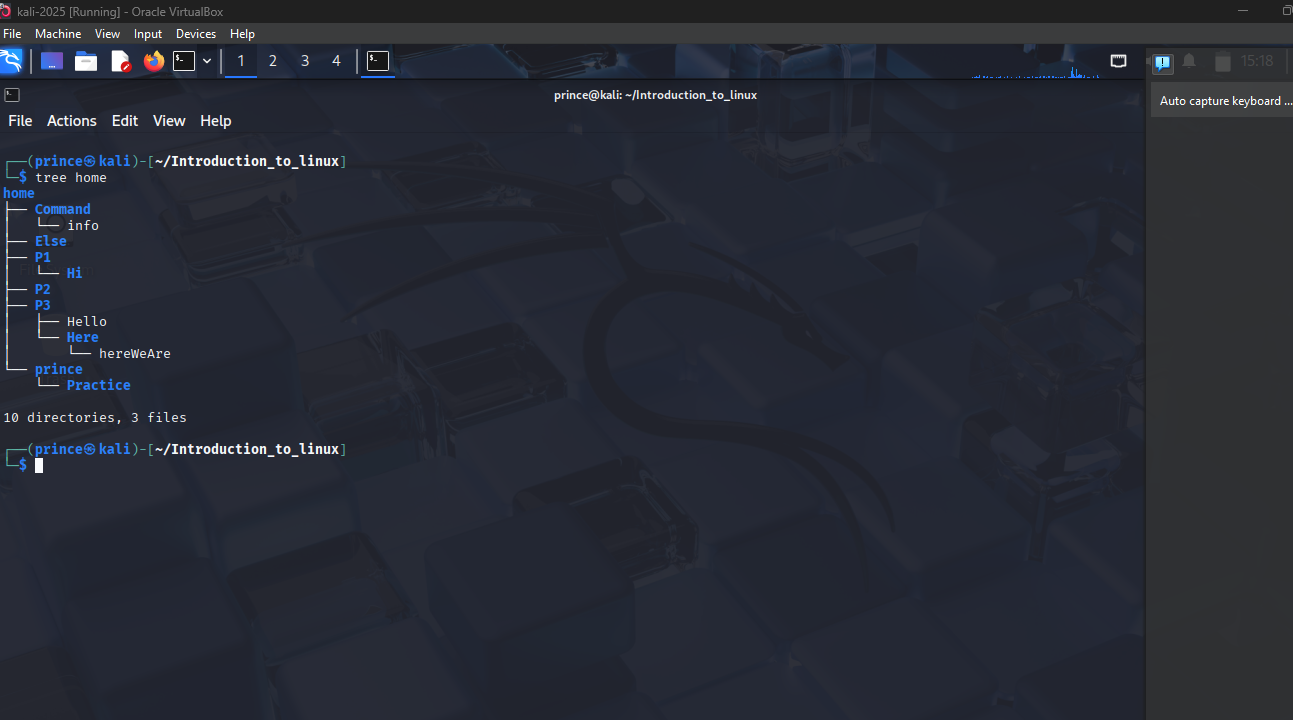 kali-2025 [Running] - Oracle VirtualBox
File Machine View Input Devices Help
1 2 3 4 15:18
prince@kali: ~/Introduction_to_linux
Auto capture keyboard ...
File Actions Edit View Help
┌──(prince㉿kali)-[~/Introduction_to_linux]
└─$ tree home
home
├── Command
│   └── info
├── Else
├── P1
│   └── Hi
├── P2
├── P3
│   ├── Hello
│   └── Here
│       └── hereWeAre
└── prince
    └── Practice
10 directories, 3 files
┌──(prince㉿kali)-[~/Introduction_to_linux]
└─$